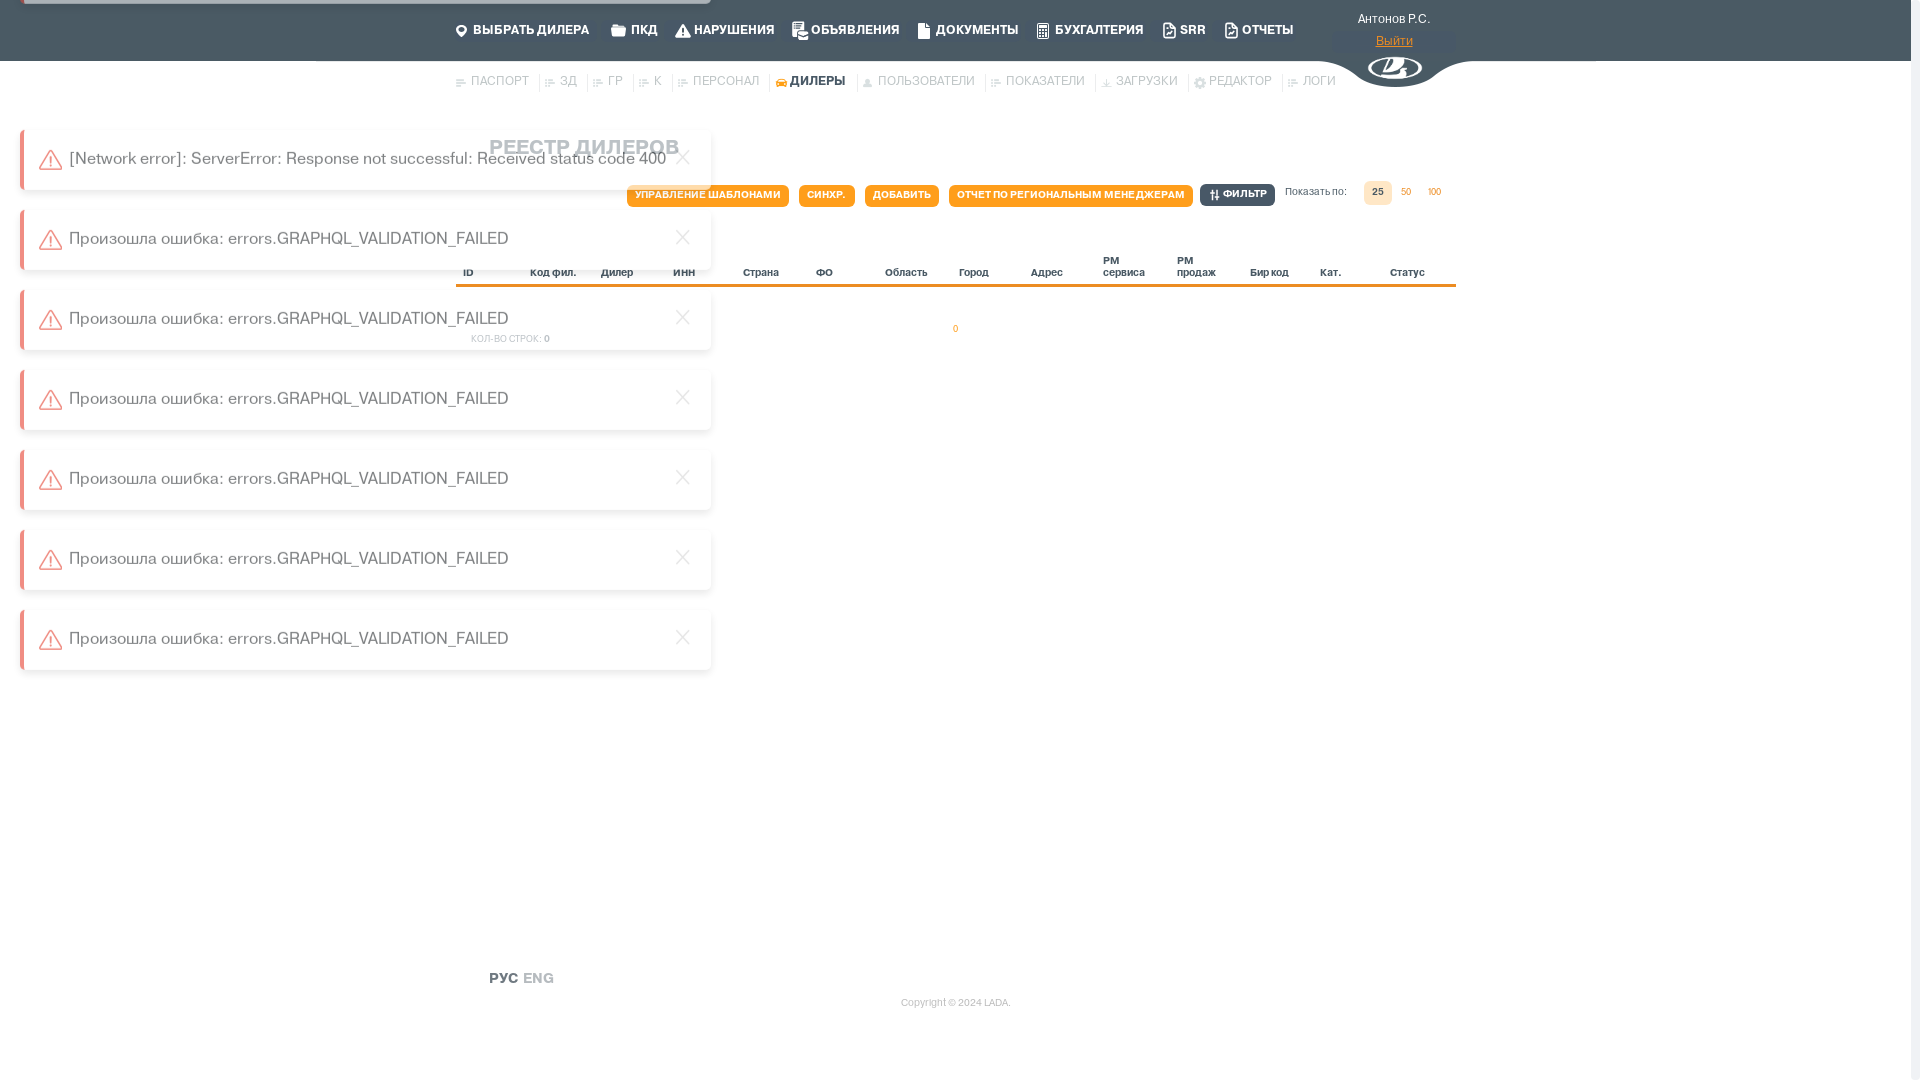 ВЫБРАТЬ ДИЛЕРА ПКД НАРУШЕНИЯ ОБЪЯВЛЕНИЯ ДОКУМЕНТЫ БУХГАЛТЕРИЯ SRR ОТЧЕТЫ
Антонов Р.С.
Выйти
ПАСПОРТ ЗД ГР К ПЕРСОНАЛ ДИЛЕРЫ ПОЛЬЗОВАТЕЛИ ПОКАЗАТЕЛИ ЗАГРУЗКИ РЕДАКТОР ЛОГИ
РЕЕСТР ДИЛЕРОВ
[Network error]: ServerError: Response not successful: Received status code 400
УПРАВЛЕНИЕ ШАБЛОНАМИ СИНХР. ДОБАВИТЬ ОТЧЕТ ПО РЕГИОНАЛЬНЫМ МЕНЕДЖЕРАМ ФИЛЬТР Показать по: 25 50 100
Произошла ошибка: errors.GRAPHQL_VALIDATION_FAILED
ID Код фил. Дилер ИНН Страна ФО Область Город Адрес РМ сервиса РМ продаж Бир код Кат. Статус
Произошла ошибка: errors.GRAPHQL_VALIDATION_FAILED
КОЛ-ВО СТРОК: 0
0
Произошла ошибка: errors.GRAPHQL_VALIDATION_FAILED
Произошла ошибка: errors.GRAPHQL_VALIDATION_FAILED
Произошла ошибка: errors.GRAPHQL_VALIDATION_FAILED
Произошла ошибка: errors.GRAPHQL_VALIDATION_FAILED
РУС ENG
Copyright © 2024 LADA.